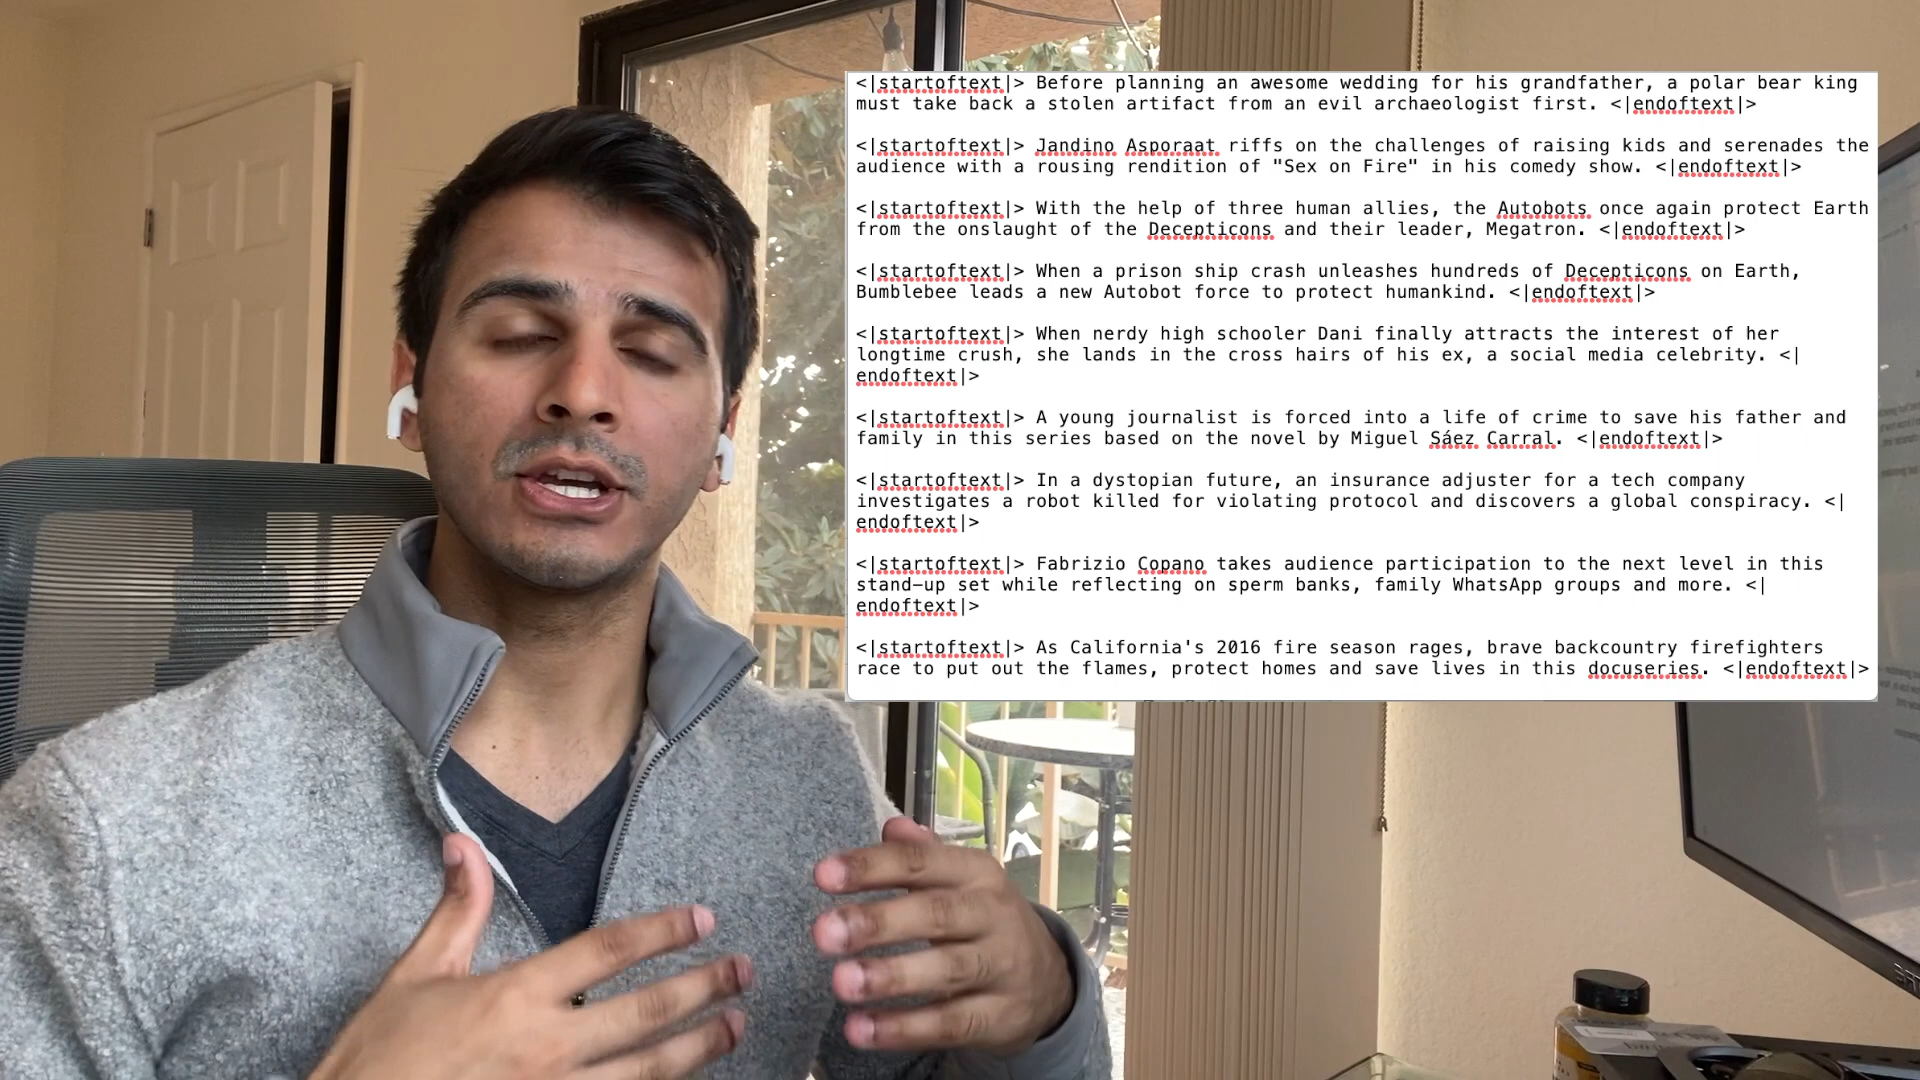 <|startoftext|> Before planning an awesome wedding for his grandfather, a polar bear king
must take back a stolen artifact from an evil archaeologist first. <|endoftext|>
<|startoftext|> Jandino Asporaat riffs on the challenges of raising kids and serenades the
audience with a rousing rendition of "Sex on Fire" in his comedy show. <|endoftext|>
<|startoftext|> With the help of three human allies, the Autobots once again protect Earth
from the onslaught of the Decepticons and their leader, Megatron. <|endoftext|>
<|startoftext|> When a prison ship crash unleashes hundreds of Decepticons on Earth,
Bumblebee leads a new Autobot force to protect humankind. <|endoftext|>
<|startoftext|> When nerdy high schooler Dani finally attracts the interest of her
longtime crush, she lands in the cross hairs of his ex, a social media celebrity. <|
endoftext|>
<|startoftext|> A young journalist is forced into a life of crime to save his father and
family in this series based on the novel by Miguel Sáez Carral. <|endoftext|>
<|startoftext|> In a dystopian future, an insurance adjuster for a tech company
investigates a robot killed for violating protocol and discovers a global conspiracy. <|
endoftext|>
<|startoftext|> Fabrizio Copano takes audience participation to the next level in this
stand-up set while reflecting on sperm banks, family WhatsApp groups and more. <|
endoftext|>
<|startoftext|> As California's 2016 fire season rages, brave backcountry firefighters
race to put out the flames, protect homes and save lives in this docuseries. <|endoftext|>